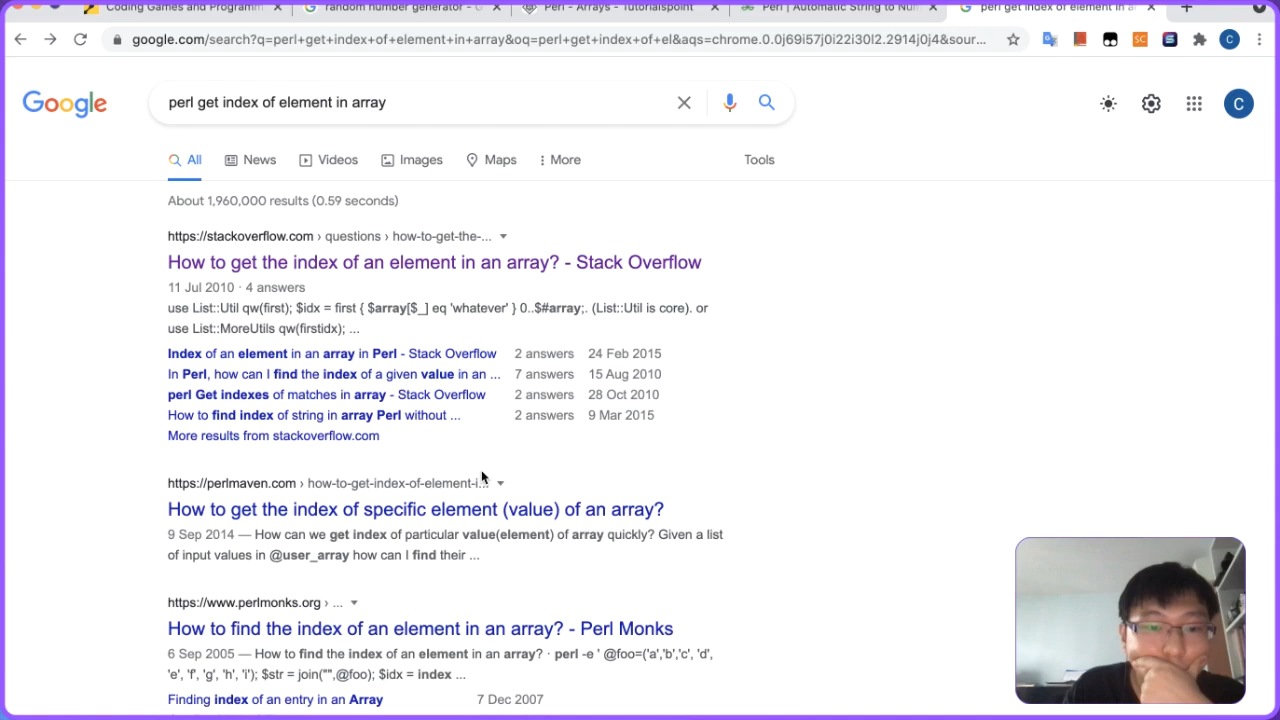 Coding Games and Programm
random number generator - G
Perl - Arrays - Tutorialspoint
Perl | Automatic String to Num
perl get index of element in a
google.com/search?q=perl+get+index+of+element+in+array&oq=perl+get+index+of+el&aqs=chrome.0.0j69i57j0i22i30l2.2914j0j4&sour...
SC
S
C
Google
perl get index of element in array
C
All
News
Videos
Images
Maps
More
Tools
About 1,960,000 results (0.59 seconds)
https://stackoverflow.com › questions › how-to-get-the-...
How to get the index of an element in an array? - Stack Overflow
11 Jul 2010 · 4 answers
use List::Util qw(first); $idx = first { $array[$_] eq 'whatever' } 0..$#array;. (List::Util is core). or
use List::MoreUtils qw(firstidx); ...
Index of an element in an array in Perl - Stack Overflow 2 answers 24 Feb 2015
In Perl, how can I find the index of a given value in an ... 7 answers 15 Aug 2010
perl Get indexes of matches in array - Stack Overflow 2 answers 28 Oct 2010
How to find index of string in array Perl without ... 2 answers 9 Mar 2015
More results from stackoverflow.com
https://perlmaven.com › how-to-get-index-of-element-i...
How to get the index of specific element (value) of an array?
9 Sep 2014 — How can we get index of particular value(element) of array quickly? Given a list
of input values in @user_array how can I find their ...
https://www.perlmonks.org › ...
How to find the index of an element in an array? - Perl Monks
6 Sep 2005 — How to find the index of an element in an array? · perl -e ' @foo=('a','b','c', 'd',
'e', 'f', 'g', 'h', 'i'); $str = join("",@foo); $idx = index ...
Finding index of an entry in an Array 7 Dec 2007